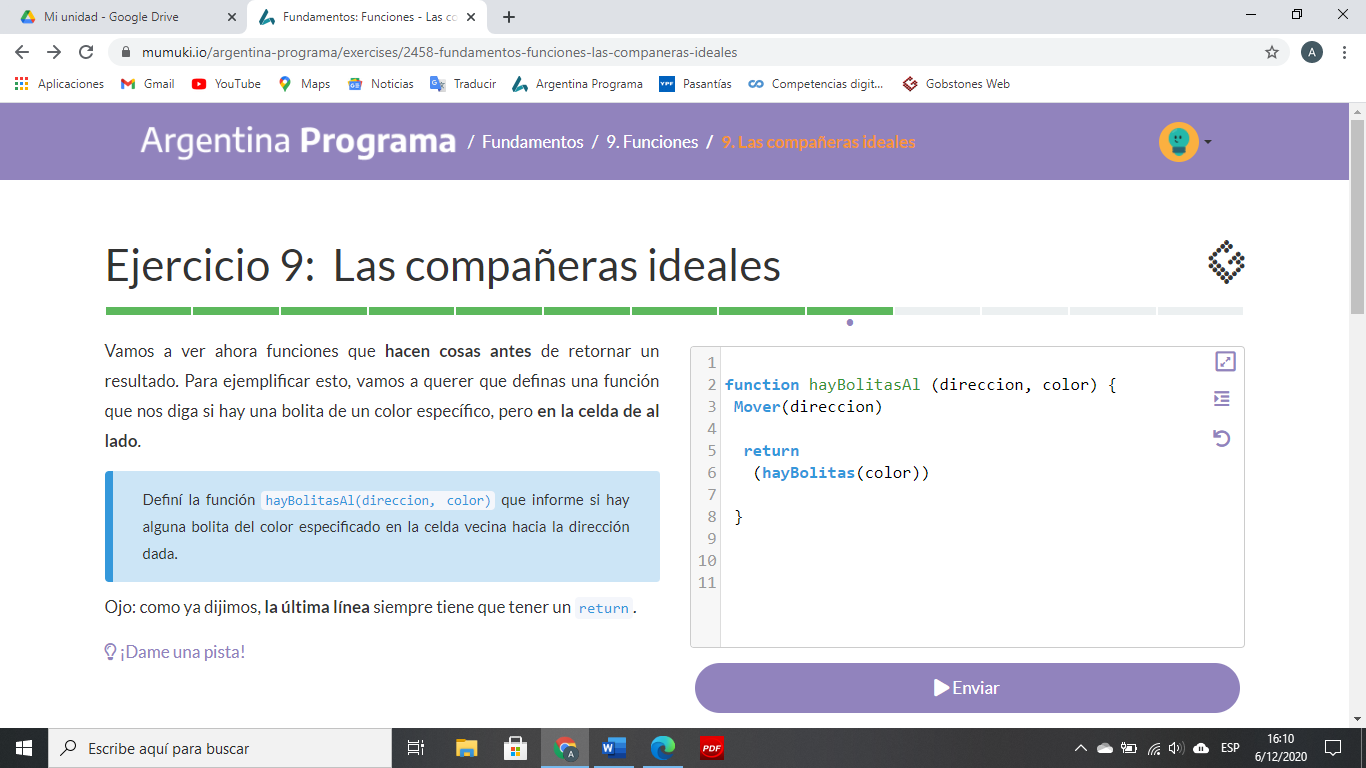 Mi unidad - Google Drive
Fundamentos: Funciones - Las co
mumuki.io/argentina-programa/exercises/2458-fundamentos-funciones-las-companeras-ideales
A
Aplicaciones
Gmail
YouTube
Maps
Noticias
Traducir
Argentina Programa
YPF
Pasantías
Competencias digit...
Gobstones Web
Argentina Programa / Fundamentos / 9. Funciones / 9. Las compañeras ideales
Ejercicio 9: Las compañeras ideales
Vamos a ver ahora funciones que hacen cosas antes de retornar un
resultado. Para ejemplificar esto, vamos a querer que definas una función
que nos diga si hay una bolita de un color específico, pero en la celda de al
lado.
Definí la función hayBolitasAl(direccion, color) que informe si hay
alguna bolita del color especificado en la celda vecina hacia la dirección
dada.
Ojo: como ya dijimos, la última línea siempre tiene que tener un return.
¡Dame una pista!
1
2 function hayBolitasAl (direccion, color) {
3 Mover(direccion)
4
5 return
6 (hayBolitas(color))
7
8 }
9
10
11
Enviar
Escribe aquí para buscar
A
W
PDF
ESP
16:10
6/12/2020